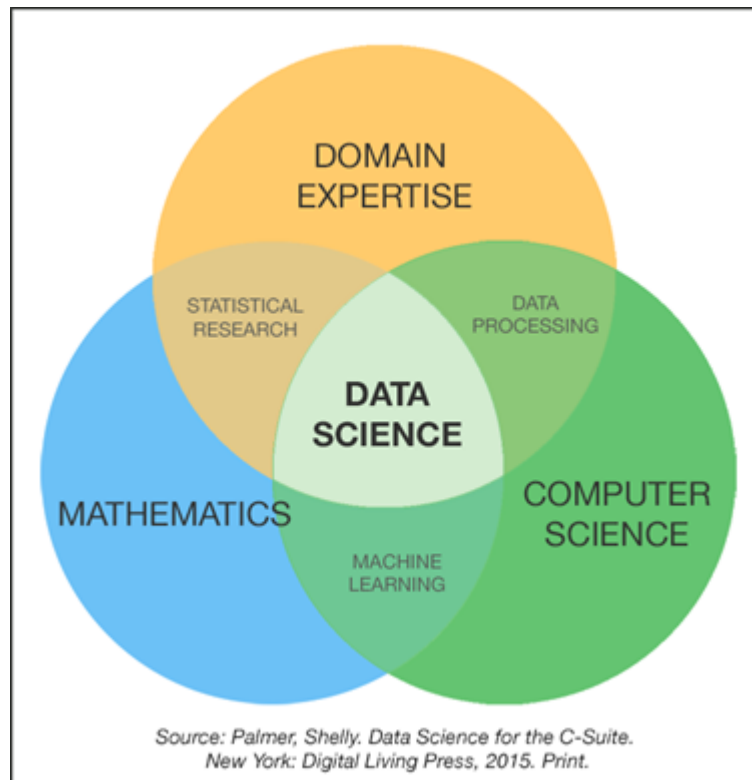 DOMAIN
EXPERTISE
STATISTICAL
RESEARCH
DATA
PROCESSING
DATA
SCIENCE
MATHEMATICS
COMPUTER
SCIENCE
MACHINE
LEARNING
Source: Palmer, Shelly. Data Science for the C-Suite.
New York: Digital Living Press, 2015. Print.